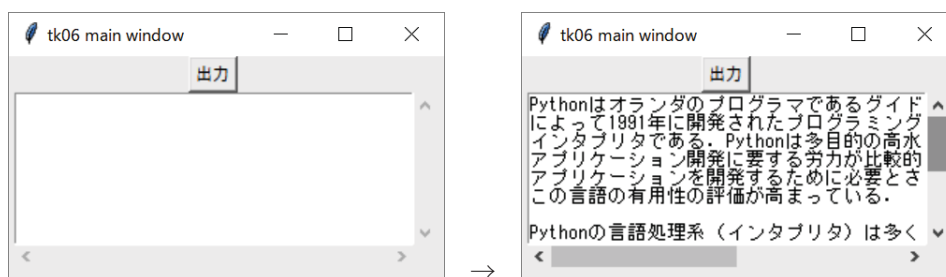 tk06 main window
出力
→
tk06 main window
出力
Pythonはオランダのプログラマであるグイド
によって1991年に開発されたプログラミング
インタプリタである．Pythonは多目的の高水
アプリケーション開発に要する労力が比較的
アプリケーションを開発するために必要とさ
この言語の有用性の評価が高まっている．
Pythonの言語処理系（インタプリタ）は多く